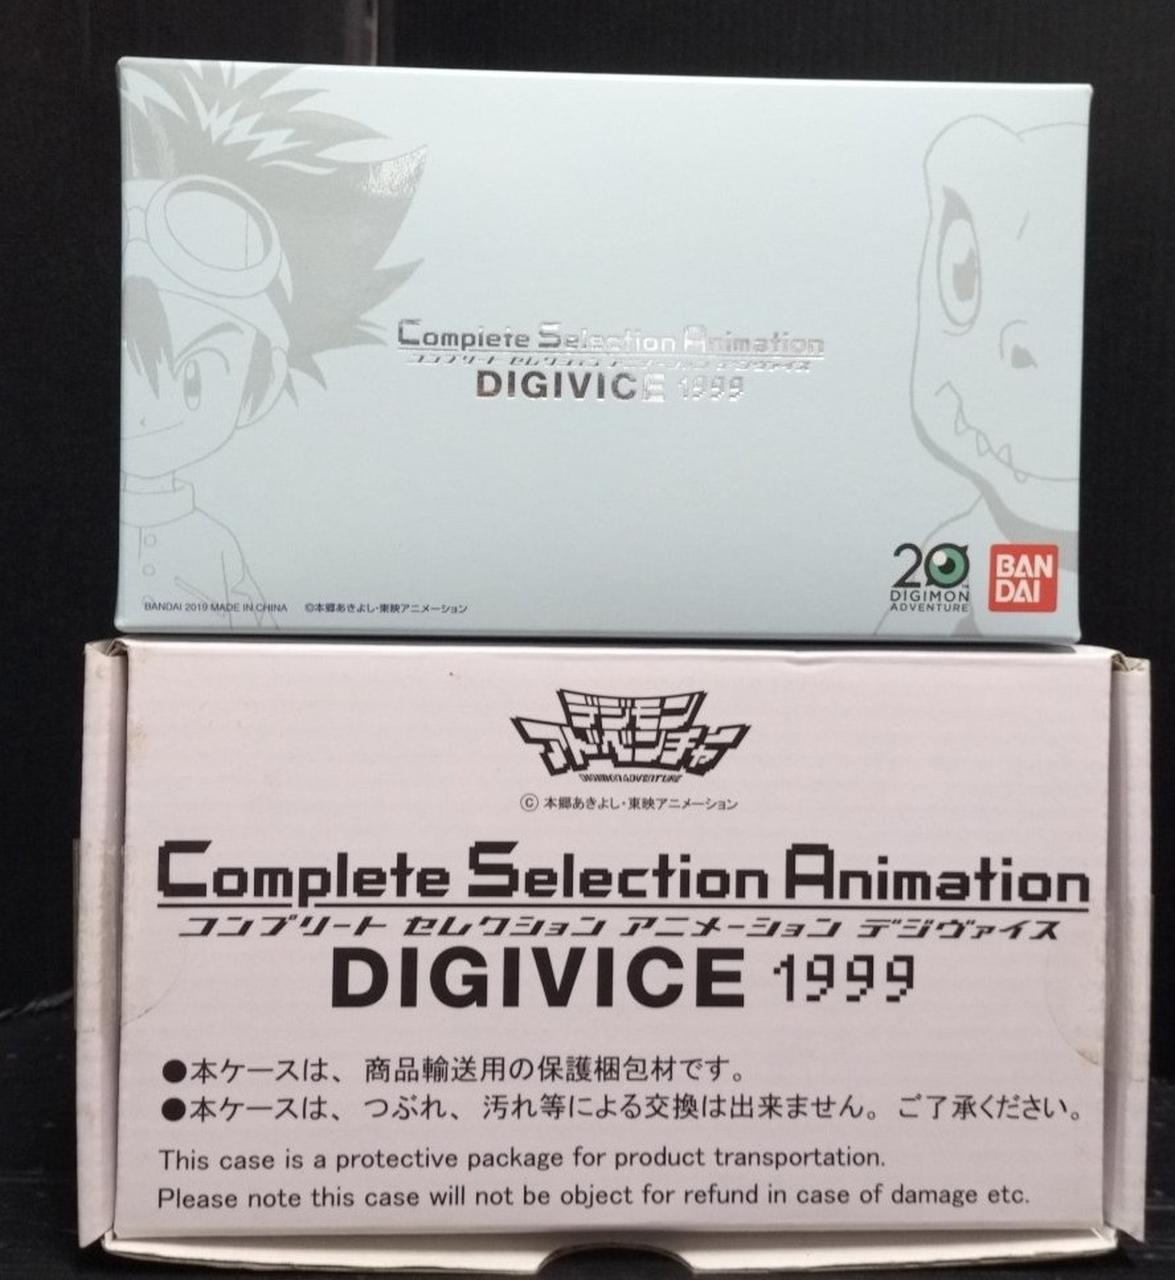 Complete Selection Animation
コンプリート セレクション アニメーション デジヴァイス
DIGIVICE 1999
20
DIGIMON
ADVENTURE
BAN
DAI
BANDAI 2019 MADE IN CHINA ©本郷あきよし・東映アニメーション
デジモン
アドベンチャー
DIGIMON ADVENTURE
© 本郷あきよし・東映アニメーション
Complete Selection Animation
コンプリート セレクション アニメーション デジヴァイス
DIGIVICE 1999
●本ケースは、商品輸送用の保護梱包材です。
●本ケースは、つぶれ、汚れ等による交換は出来ません。ご了承ください。
This case is a protective package for product transportation.
Please note this case will not be object for refund in case of damage etc.